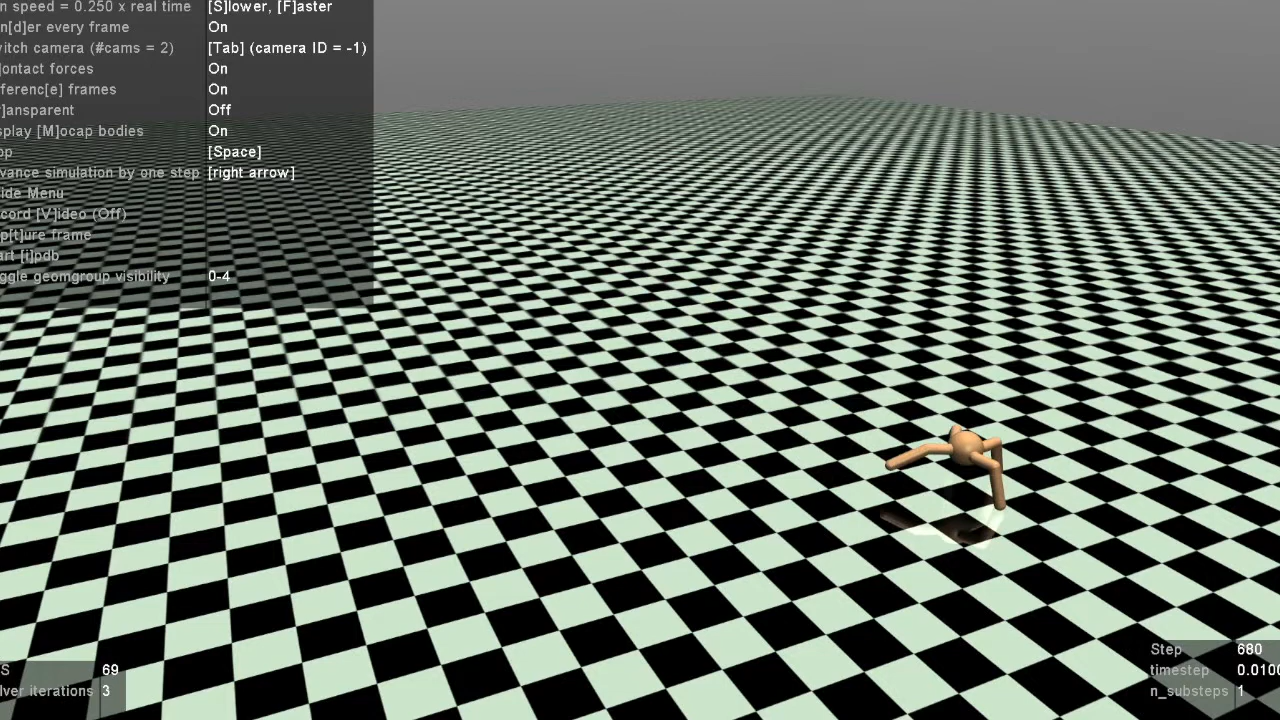 n speed = 0.250 x real time [S]lower, [F]aster
n[d]er every frame On
itch camera (#cams = 2) [Tab] (camera ID = -1)
]ontact forces On
ferenc[e] frames On
r]ansparent Off
splay [M]ocap bodies On
op [Space]
vance simulation by one step [right arrow]
ide Menu
cord [V]ideo (Off)
p[t]ure frame
art [i]pdb
ggle geomgroup visibility 0-4
S 69
lver iterations 3
Step 680
timestep 0.0100
n_substeps 1